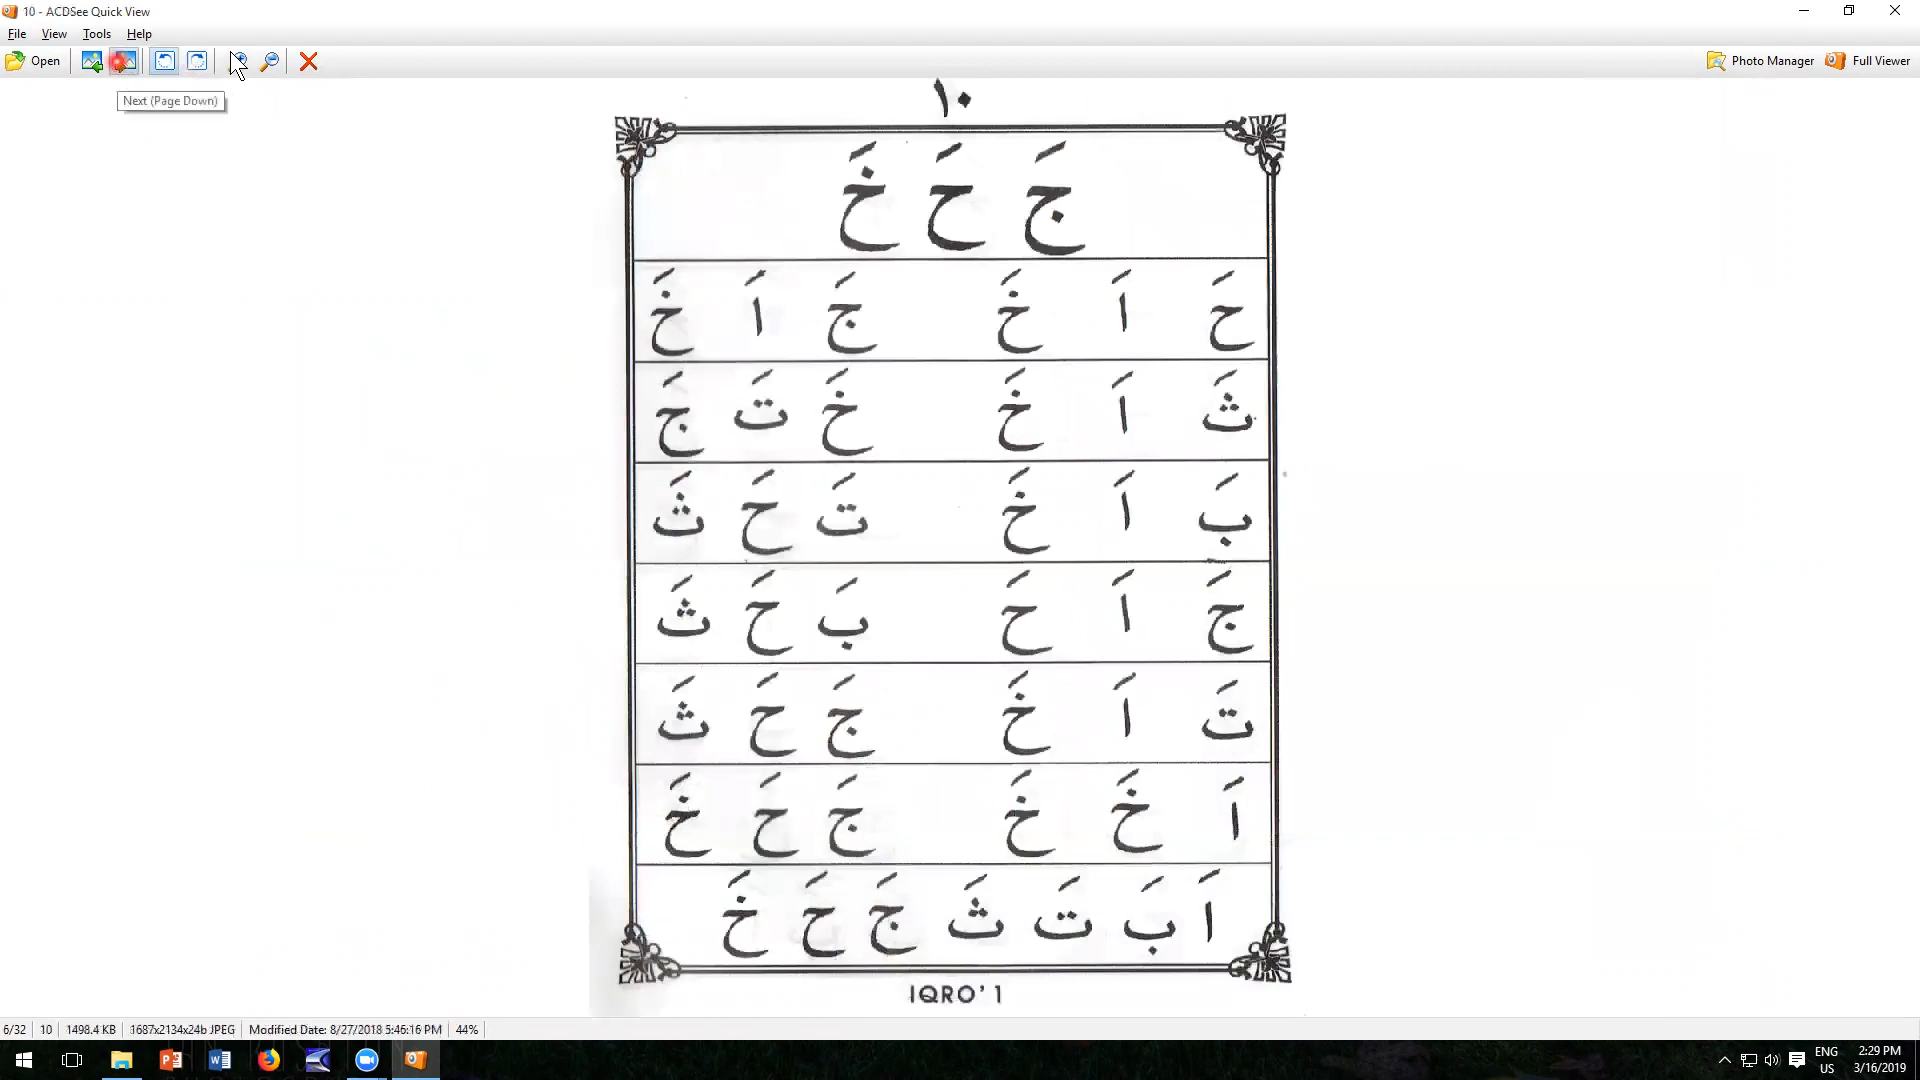 10 - ACDSee Quick View
File View Tools Help
Open Photo Manager Full Viewer
Next (Page Down)
١٠
جَ حَ خَ
حَ اَ خَ جَ اَ خَ
ثَ اَ خَ خَ تَ جَ
بَ اَ خَ تَ حَ ثَ
جَ اَ حَ بَ حَ ثَ
تَ اَ خَ جَ حَ ثَ
اَ خَ خَ جَ حَ خَ
اَ بَ تَ ثَ جَ حَ خَ
IQRO' 1
6/32 10 1498.4 KB 1687x2134x24b JPEG Modified Date: 8/27/2018 5:46:16 PM 44%
ENG 2:29 PM
US 3/16/2019